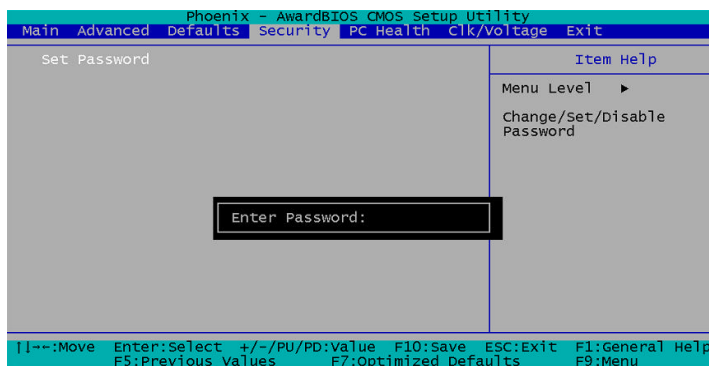 Phoenix - AwardBIOS CMOS Setup Utility
Main Advanced Defaults Security PC Health Clk/Voltage Exit
Set Password
Item Help
Menu Level ►
Change/Set/Disable
Password
Enter Password:
↑↓→←:Move Enter:Select +/-/PU/PD:Value F10:Save ESC:Exit F1:General Help
F5:Previous Values F7:Optimized Defaults F9:Menu